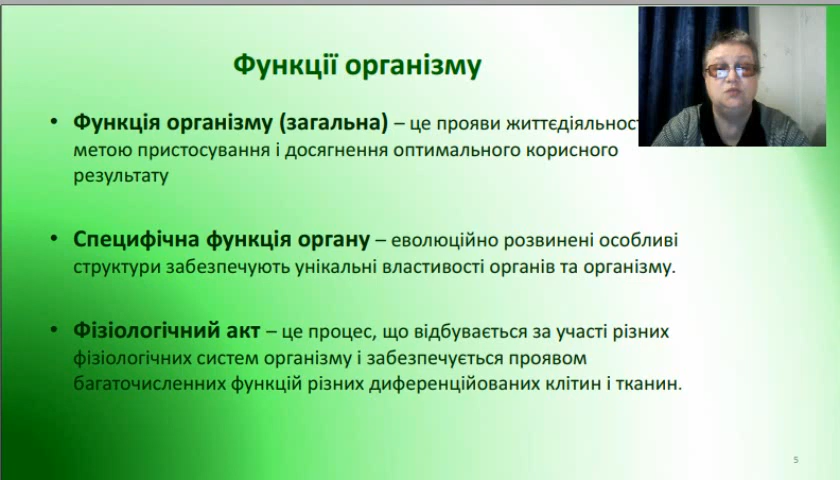 Функції організму
• Функція організму (загальна) – це прояви
метою пристосування і досягнення оптимального корисного
результату
• Специфічна функція органу – еволюційно розвинені особливі
структури забезпечують унікальні властивості органів та організму.
• Фізіологічний акт – це процес, що відбувається за участі різних
фізіологічних систем організму і забезпечується проявом
багаточисленних функцій різних диференційованих клітин і тканин.
5